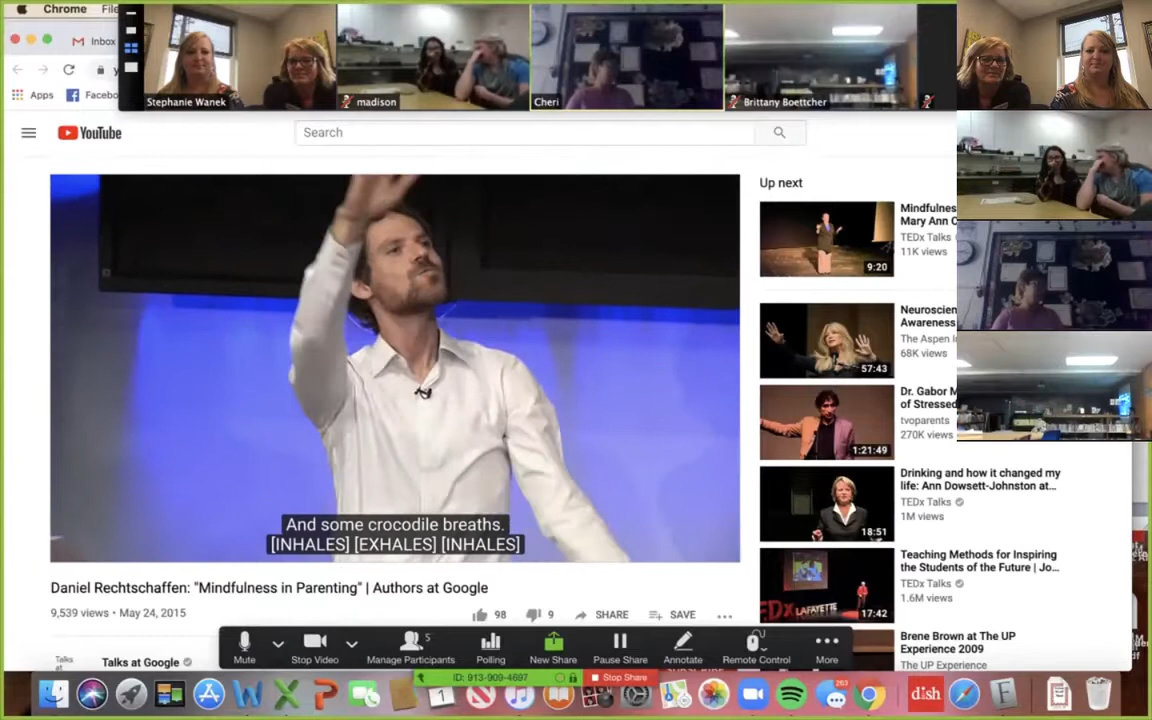 Chrome File
Inbox
Apps Facebo
Stephanie Wanek
madison
Cheri
Brittany Boettcher
YouTube
Search
And some crocodile breaths.
[INHALES] [EXHALES] [INHALES]
Daniel Rechtschaffen: "Mindfulness in Parenting" | Authors at Google
9,539 views • May 24, 2015
98
9
SHARE
SAVE
Talks at
Talks at Google
Up next
9:20
Mindfulnes
Mary Ann C
TEDx Talks
11K views
57:43
Neuroscien
Awareness
The Aspen I
68K views
1:21:49
Dr. Gabor M
of Stressed
tvoparents
270K views
18:51
Drinking and how it changed my
life: Ann Dowsett-Johnston at...
TEDx Talks
1M views
EDx LAFAYETTE
17:42
Teaching Methods for Inspiring
the Students of the Future | Jo...
TEDx Talks
1.6M views
Brene Brown at The UP
Experience 2009
The UP Experience
Mute
Stop Video
Manage Participants
5
Polling
New Share
Pause Share
Annotate
Remote Control
More
ID: 913-909-4697
Stop Share
1
263
dish